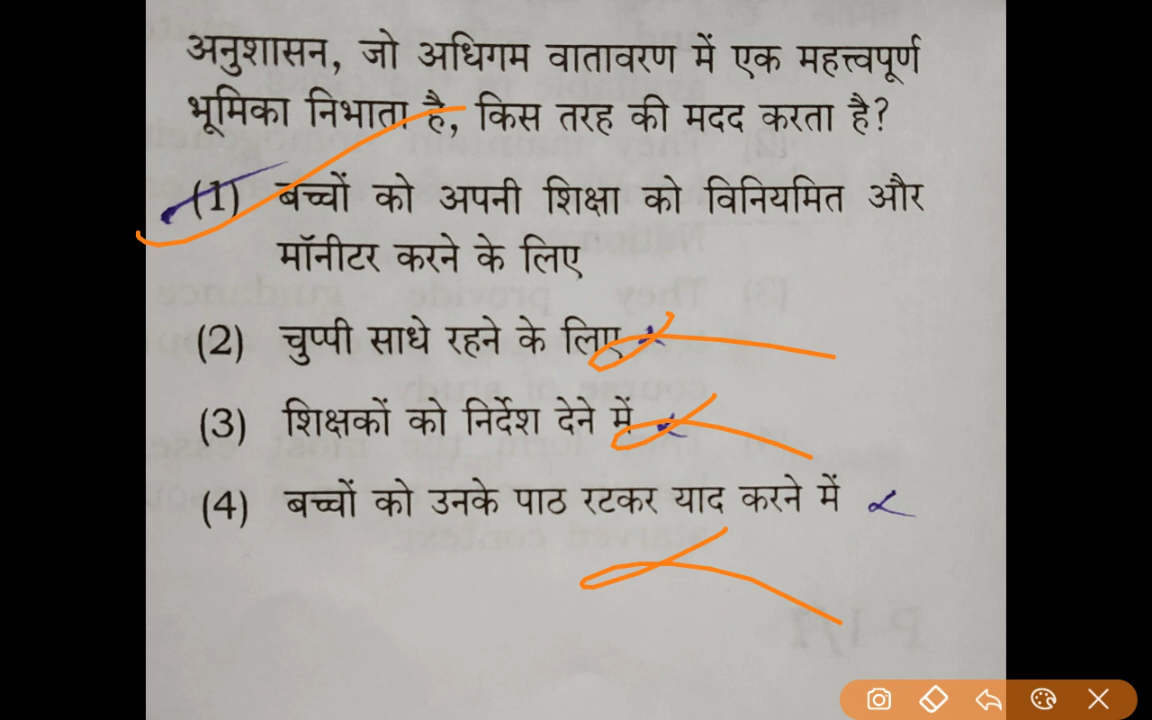 अनुशासन, जो अधिगम वातावरण में एक महत्त्वपूर्ण
भूमिका निभाता है, किस तरह की मदद करता है?
(1) बच्चों को अपनी शिक्षा को विनियमित और
मॉनीटर करने के लिए
(2) चुप्पी साधे रहने के लिए
(3) शिक्षकों को निर्देश देने में
(4) बच्चों को उनके पाठ रटकर याद करने में